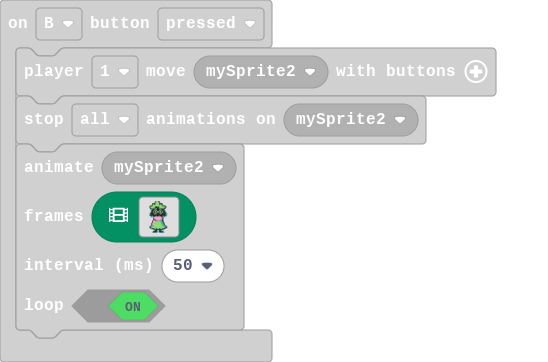 on B button pressed
player 1 move mySprite2 with buttons
stop all animations on mySprite2
animate mySprite2
frames
interval (ms) 50
loop ON